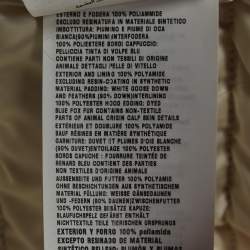 ESTERNO E FODERA 100% POLIAMMIDE
ESCLUSO RESINATURA IN MATERIALE SINTETICO
IMBOTTITURA: PIUMINO E PIUME DI OCA
BIANCA(90%PIUMINI)INTERFODERA
100% POLIESTERE BORDI CAPPUCCIO:
PELLICCIA TINTA DI VOLPE BLU
CONTIENE PARTI NON TESSILI DI ORIGINE
ANIMALE DETTAGLI PELLE DI VITELLO
EXTERIOR AND LINING 100% POLYAMIDE
EXCLUDING RESIN-COATING IN SYNTHETIC
MATERIAL PADDING: WHITE GOOSE DOWN
AND FEATHERS (90% DOWN)INTERLINING
100% POLYESTER HOOD EDGING: DYED
BLUE FOX FUR CONTAINS NON-TEXTILE
PARTS OF ANIMAL ORIGIN CALF SKIN DETAILS
EXTÉRIEUR ET DOUBLURE 100% POLYAMIDE
SAUF RÉSINES EN MATIÈRE SYNTHÉTIQUE
GARNITURE: DUVET ET PLUMES D'OIE BLANCHE
(90% DUVET)ENTOILAGE 100% POLYESTER
BORDS CAPUCHE: FOURRURE TEINTÉE DE
RENARD BLEU CONTIENT DES PARTIES
NON TEXTILES D'ORIGINE ANIMALE
AUSSENSEITE UND FUTTER 100% POLYAMID
OHNE BESCHICHTUNGEN AUS SYNTHETISCHEM
MATERIAL FÜLLUNG: WEISSE GÄNSEDAUNEN
UND-FEDERN (90% DAUNEN)ZWISCHENFUTTER
100% POLYESTER BESÄTZE KAPUZE:
BLAUFUCHSPELZ GEFÄRBT ENTHÄLT
NICHTTEXTILE TEILE TIERISCHEN URSPRUNGS
EXTERIOR Y FORRO 100% poliamida
EXCEPTO RESINADO DE MATERIAL